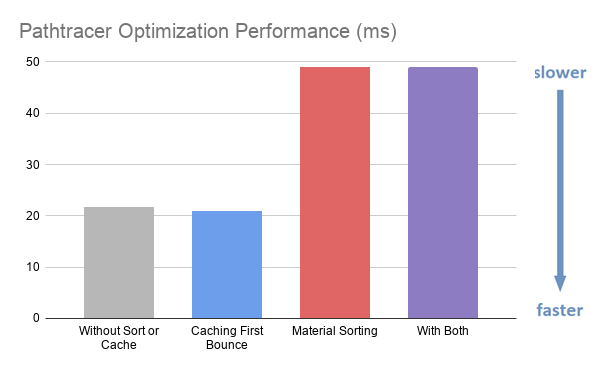 Pathtracer Optimization Performance (ms)
50
40
30
20
10
0
slower
faster
Without Sort or
Cache
Caching First
Bounce
Material Sorting
With Both